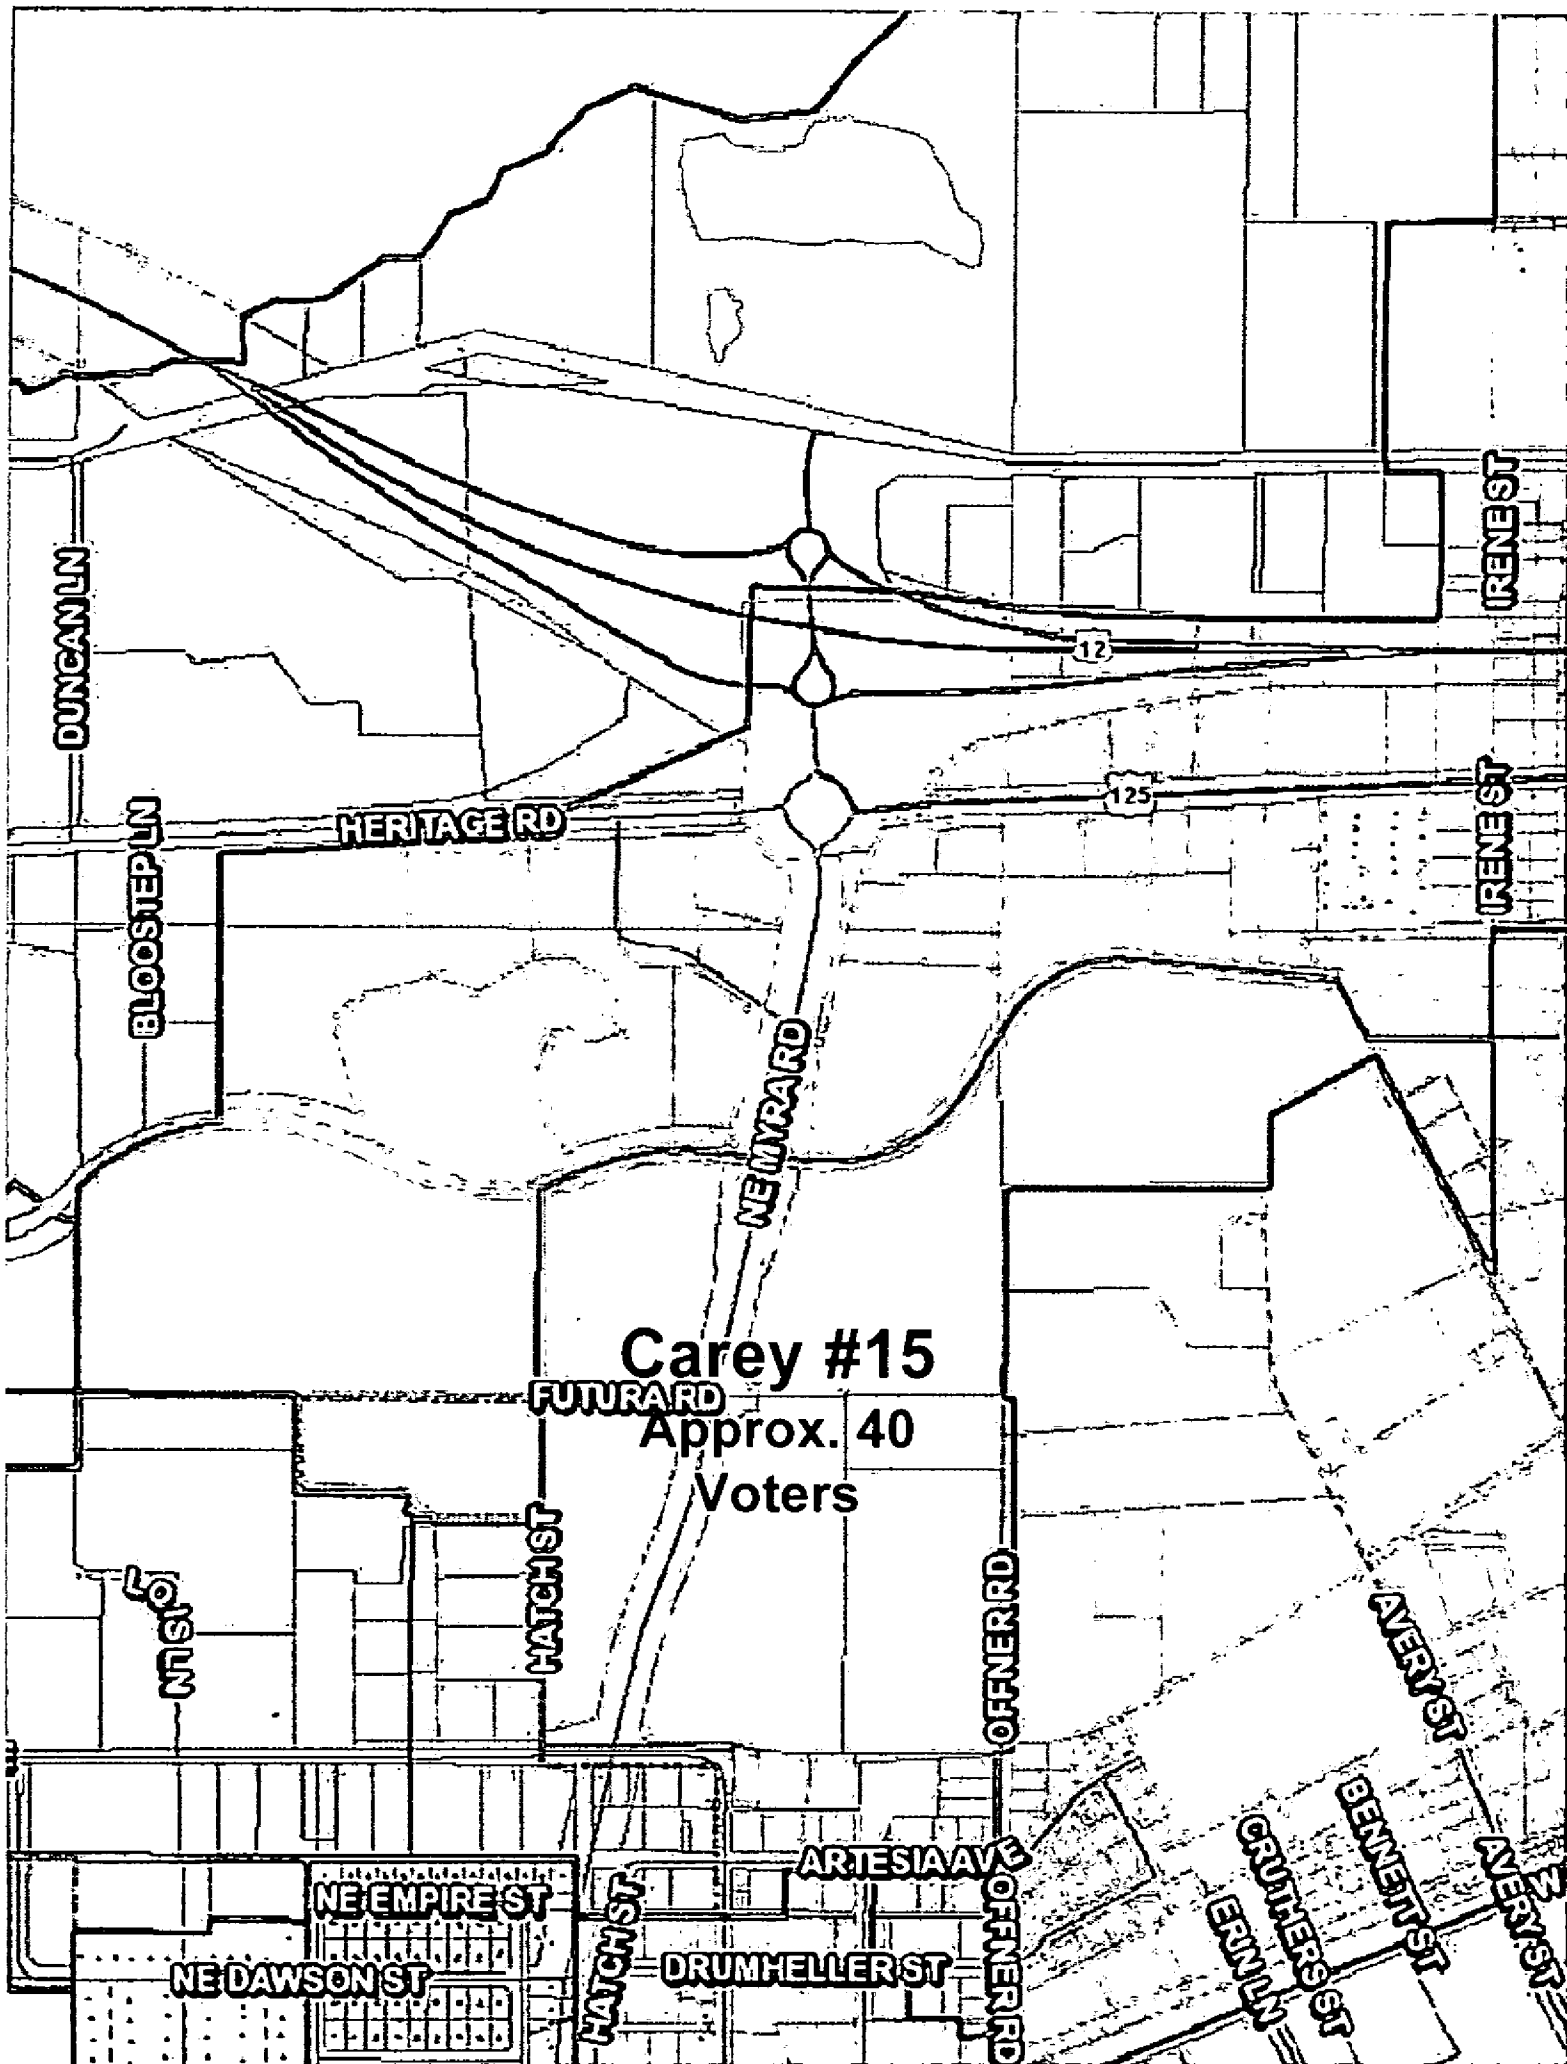 IRENE ST
DUNCAN LN
12
IRENE ST
125
HERITAGE RD
BLOOSTEP LN
NE MYRA RD
Carey #15
FUTURA RD
Approx. 40
Voters
HATCH ST
OFFNER RD
LOIS LN
AVERY ST
BENNETT ST
CRUTHERS ST
AVERY ST
W
ARTESIA AVE
NE EMPIRE ST
HATCH ST
OFFNER RD
ERIN LN
DRUMHELLER ST
NE DAWSON ST